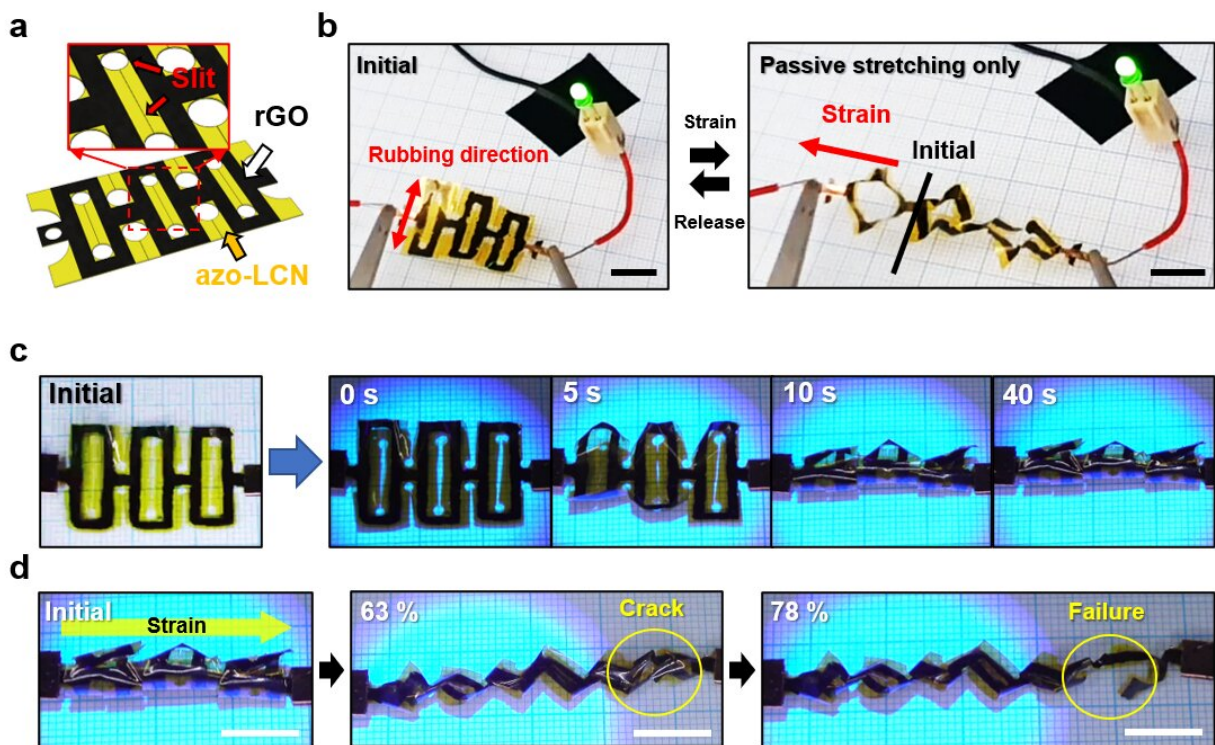 a
Slit
rGO
azo-LCN
b
Initial
Rubbing direction
Strain
Release
Passive stretching only
Strain
Initial
c
Initial
0 s
5 s
10 s
40 s
d
Initial
Strain
63 %
Crack
78 %
Failure